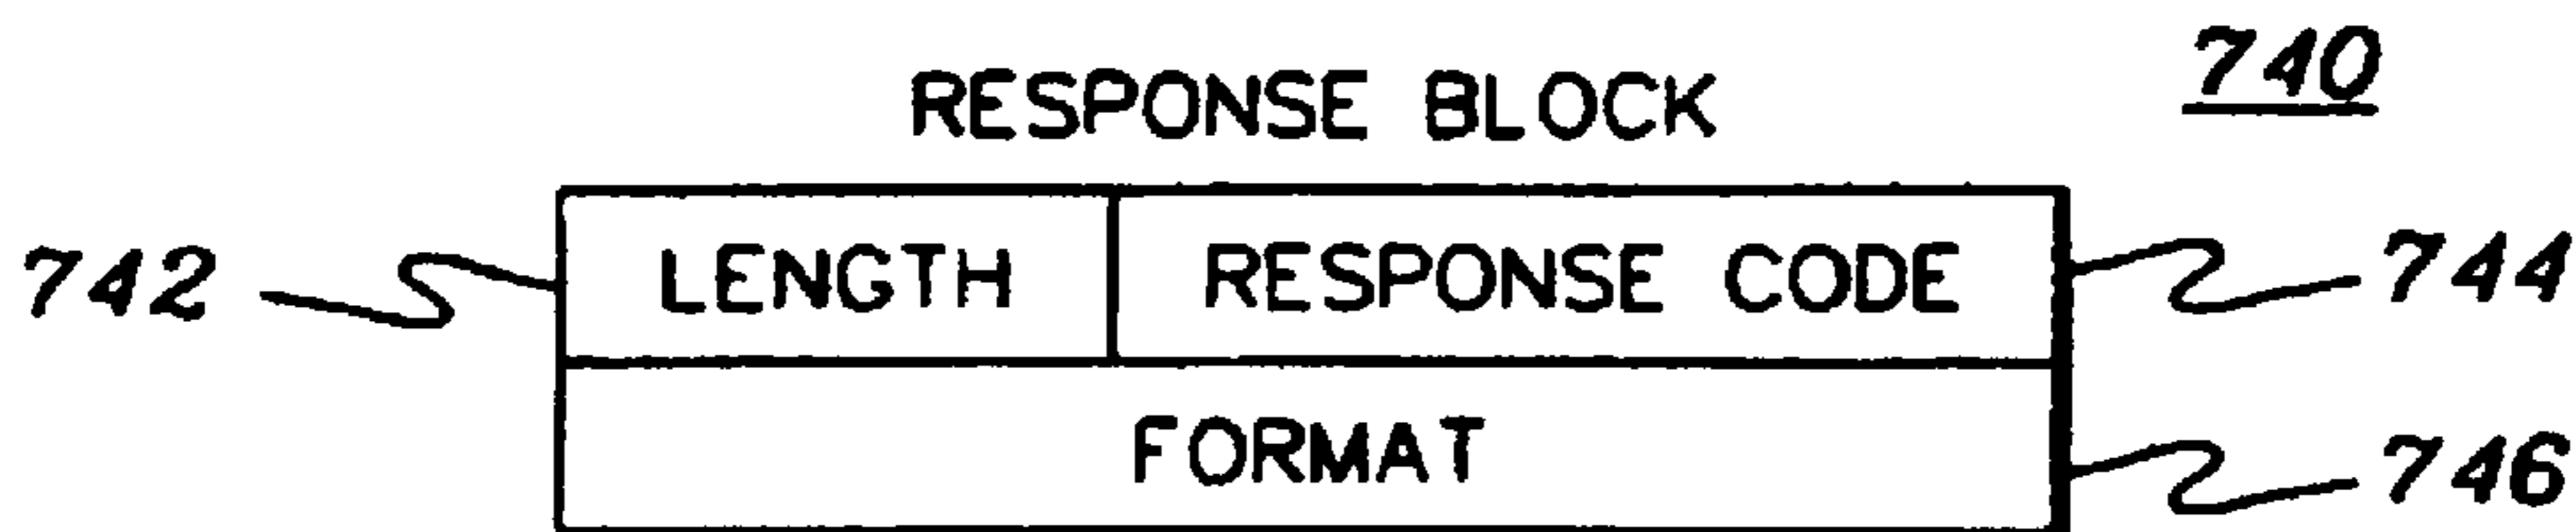 740
RESPONSE BLOCK
742 LENGTH RESPONSE CODE 744
FORMAT 746